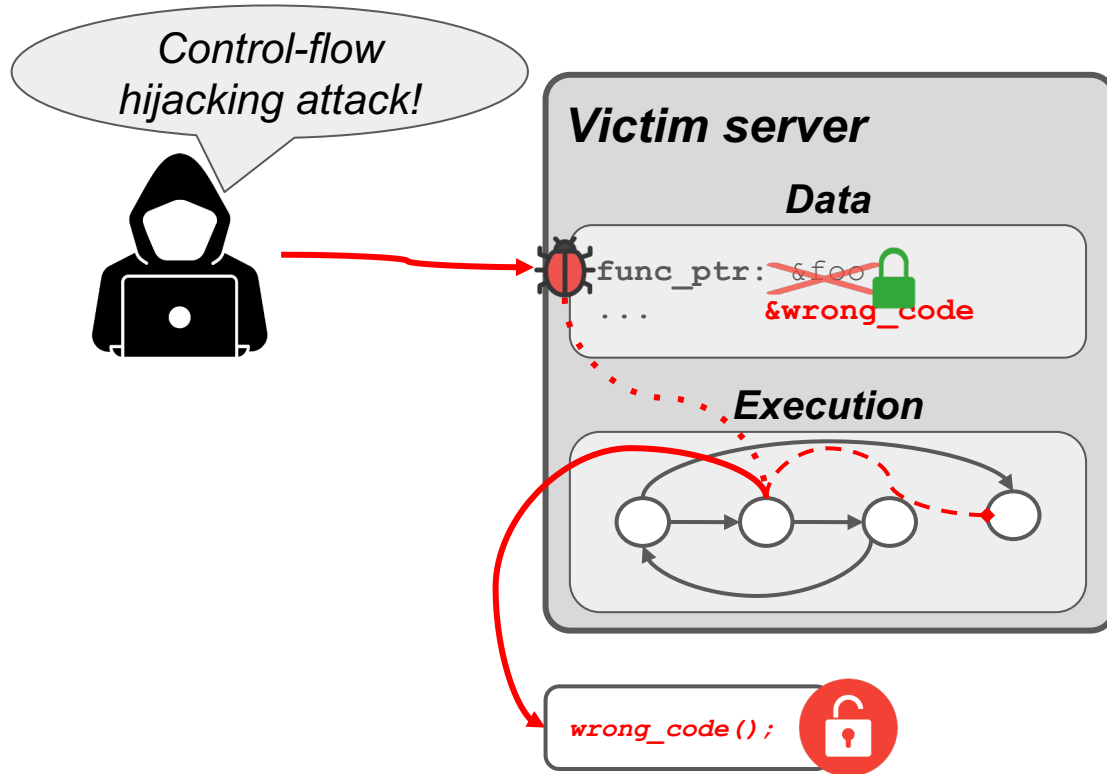 Control-flow
hijacking attack!
Victim server
Data
func_ptr: &foo
... &wrong_code
Execution
wrong_code();